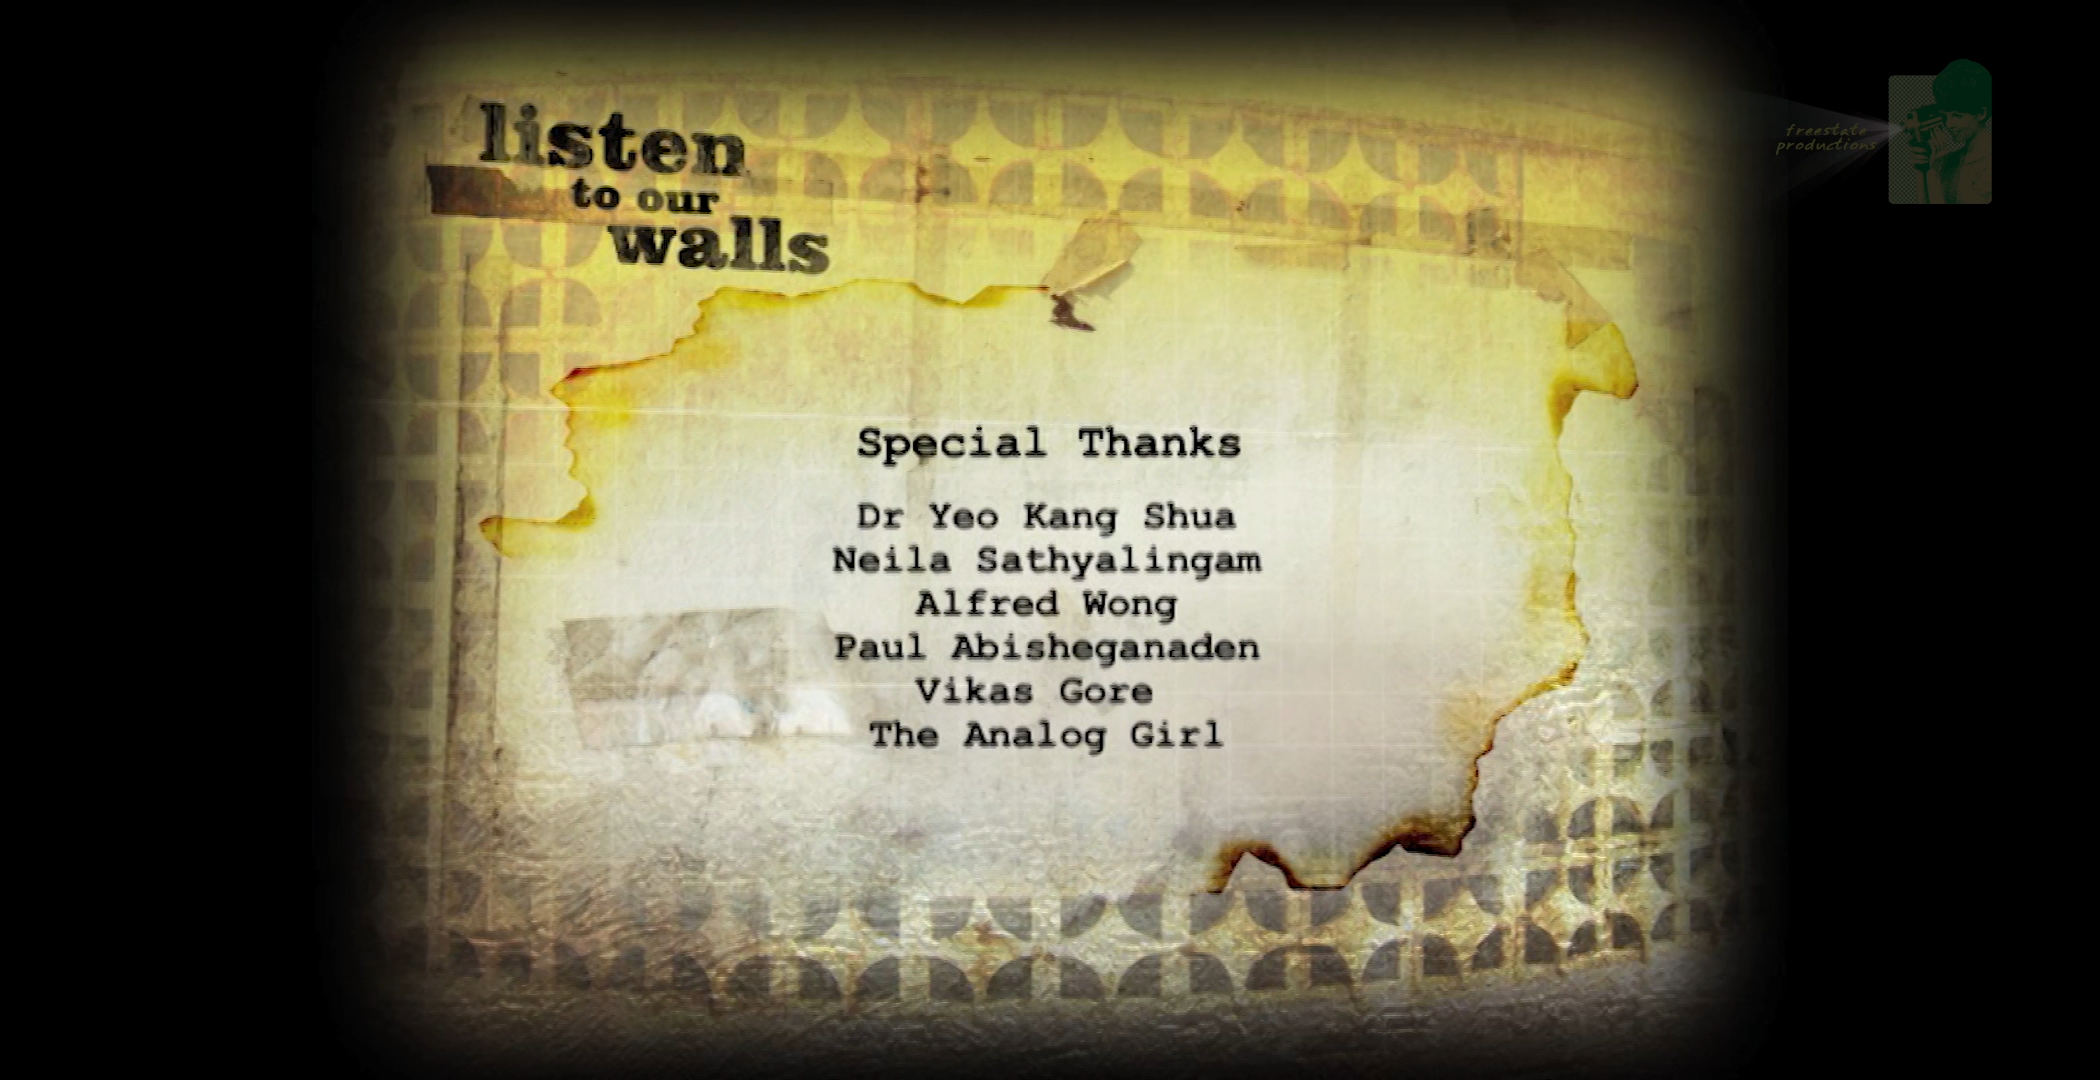 listen
to our
walls
freestate
productions
Special Thanks
Dr Yeo Kang Shua
Neila Sathyalingam
Alfred Wong
Paul Abisheganaden
Vikas Gore
The Analog Girl